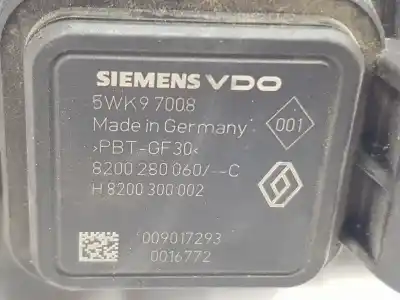 SIEMENS VDO
5WK9 7008
Made in Germany
001
>PBT-GF30<
8200 280 060/--C
H 8200 300 002
009017293
0016772